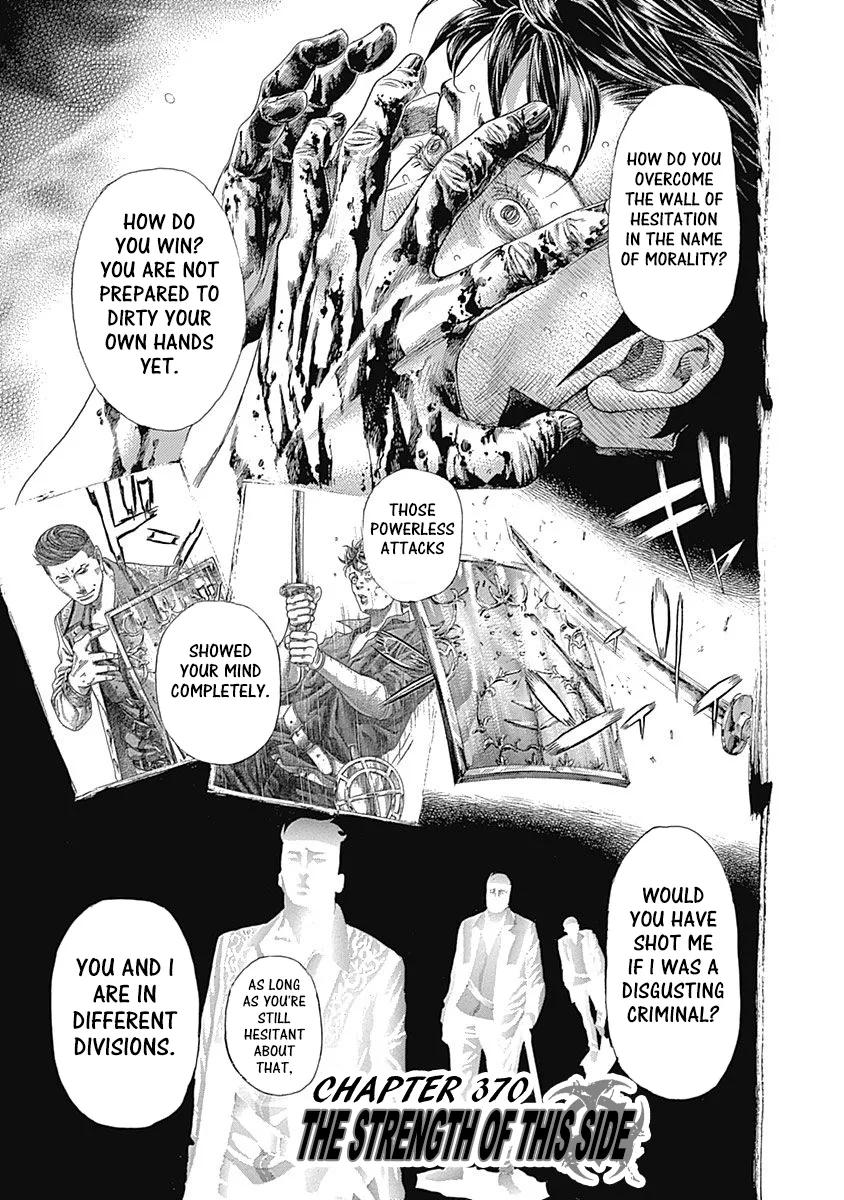 HOW DO YOU
OVERCOME
THE WALL OF
HESITATION
IN THE NAME
OF MORALITY?
HOW DO
YOU WIN?
YOU ARE NOT
PREPARED TO
DIRTY YOUR
OWN HANDS
YET.
THOSE
POWERLESS
ATTACKS
SHOWED
YOUR MIND
COMPLETELY.
WOULD
YOU HAVE
SHOT ME
IF I WAS A
DISGUSTING
CRIMINAL?
AS LONG
AS YOU'RE
STILL
HESITANT
ABOUT
THAT,
YOU AND I
ARE IN
DIFFERENT
DIVISIONS.
CHAPTER 370
THE STRENGTH OF THIS SIDE